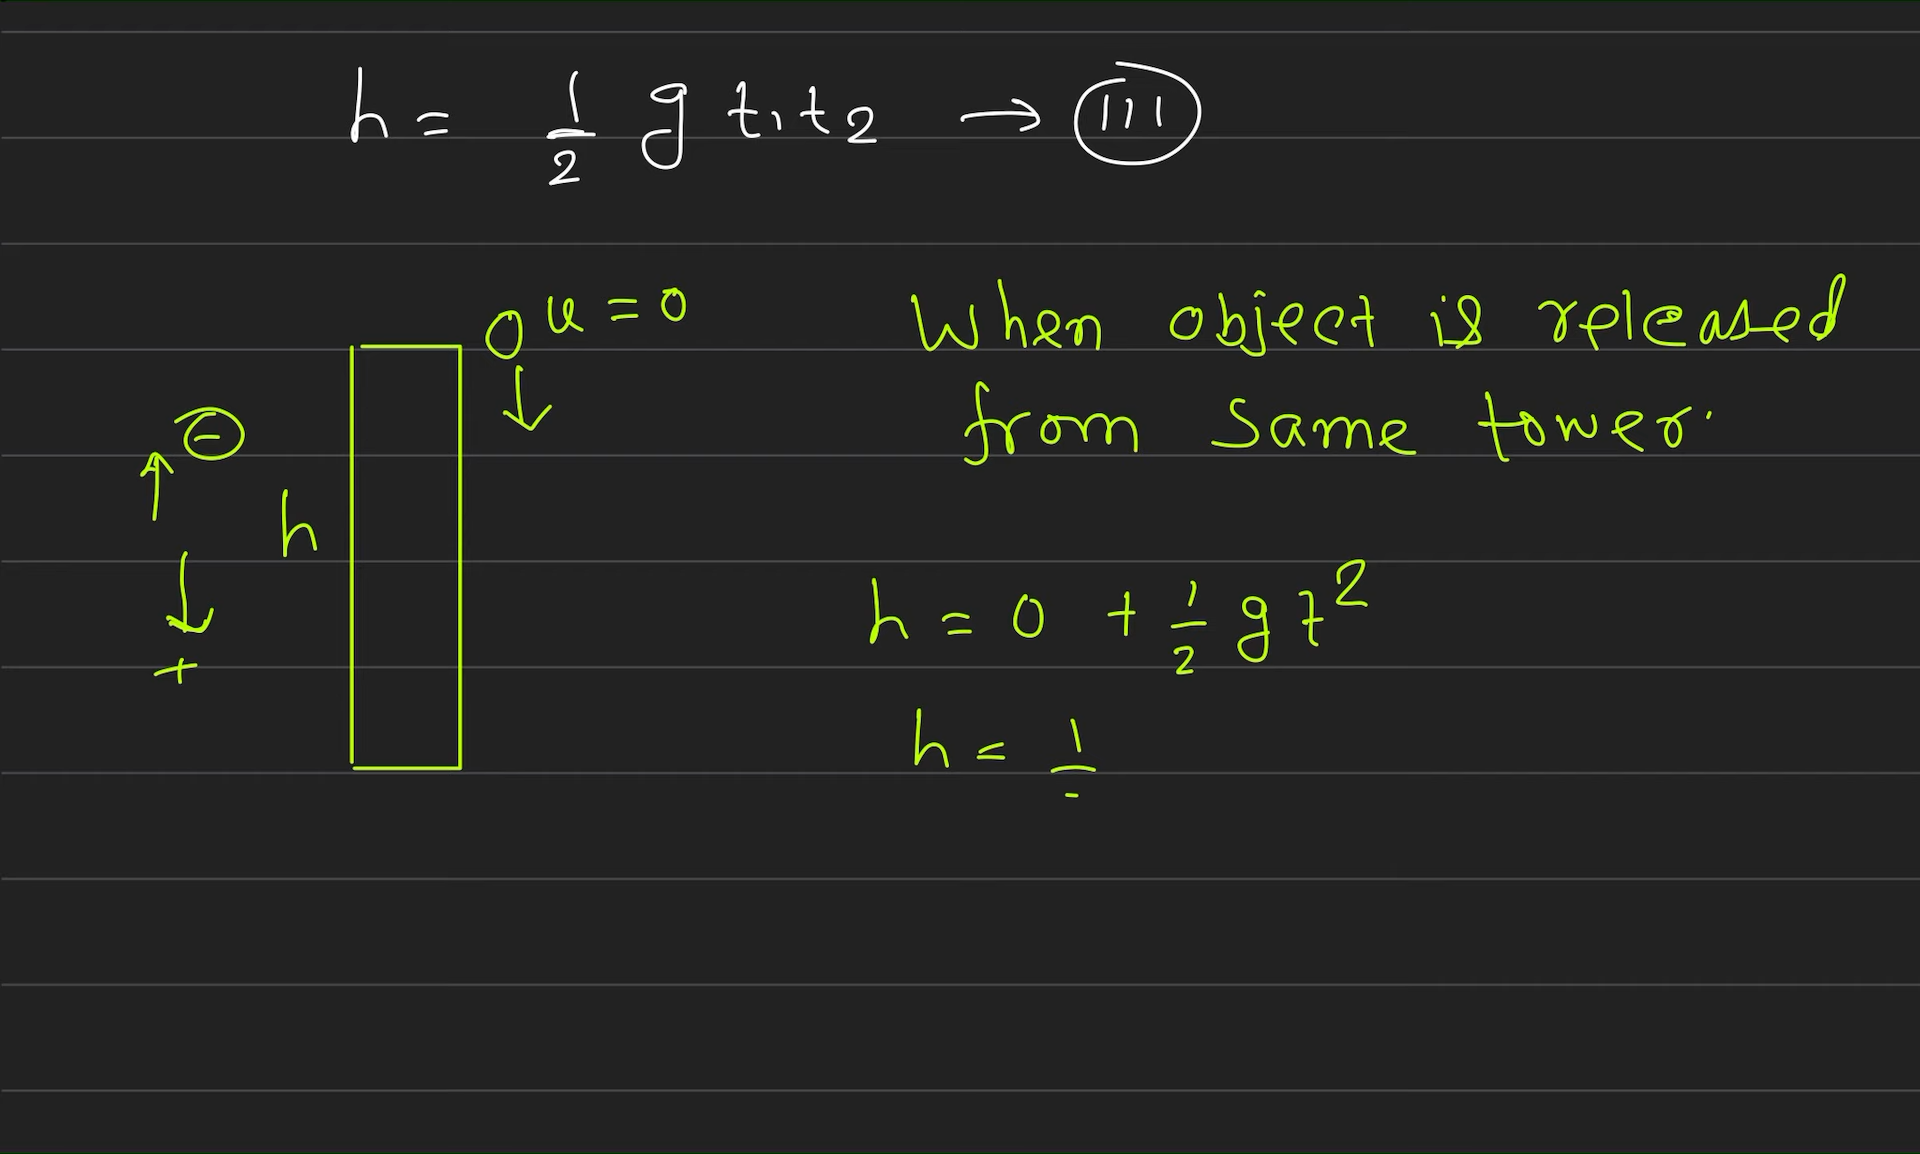 h = 1/2 g t₁t₂ → (III)
u = 0
When object is released
from same tower.
⊖
h
+
h = 0 + 1/2 g t²
h = 1/-